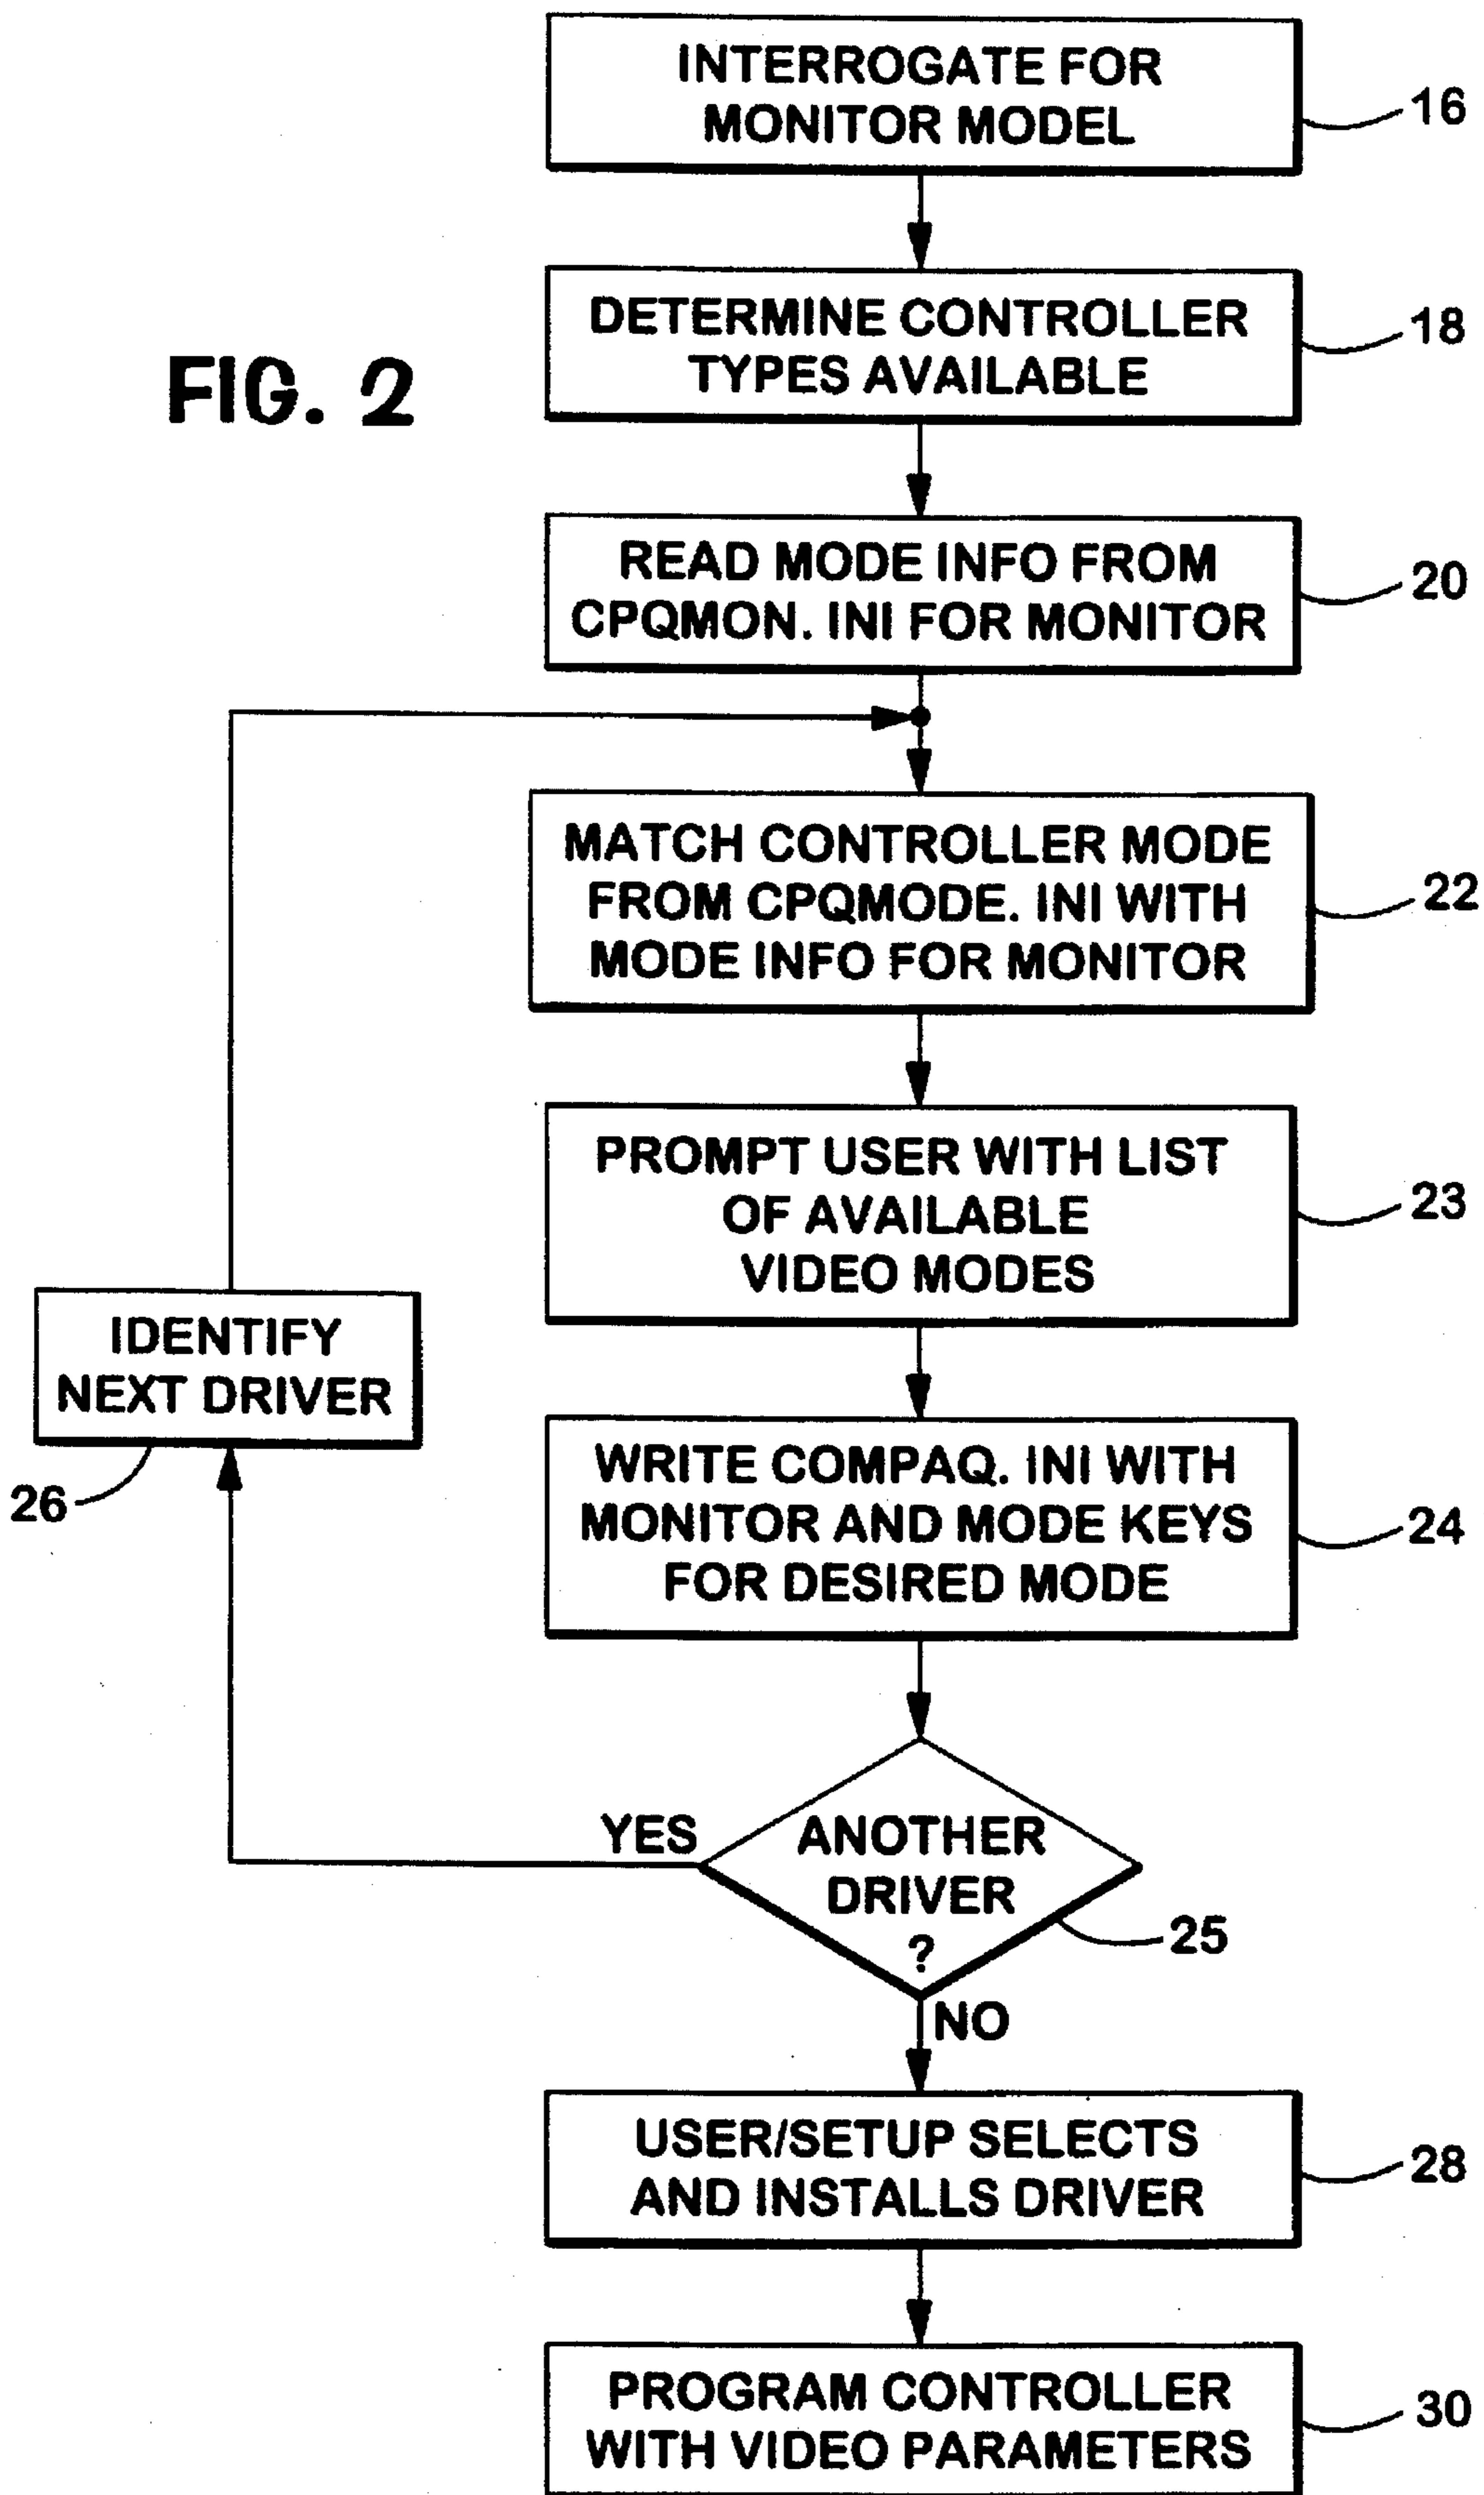 INTERROGATE FOR
MONITOR MODEL
16
DETERMINE CONTROLLER
TYPES AVAILABLE
18
FIG. 2
READ MODE INFO FROM
CPQMON. INI FOR MONITOR
20
MATCH CONTROLLER MODE
FROM CPQMODE. INI WITH
MODE INFO FOR MONITOR
22
PROMPT USER WITH LIST
OF AVAILABLE
VIDEO MODES
23
IDENTIFY
NEXT DRIVER
26
WRITE COMPAQ. INI WITH
MONITOR AND MODE KEYS
FOR DESIRED MODE
24
YES
ANOTHER
DRIVER
?
25
NO
USER/SETUP SELECTS
AND INSTALLS DRIVER
28
PROGRAM CONTROLLER
WITH VIDEO PARAMETERS
30